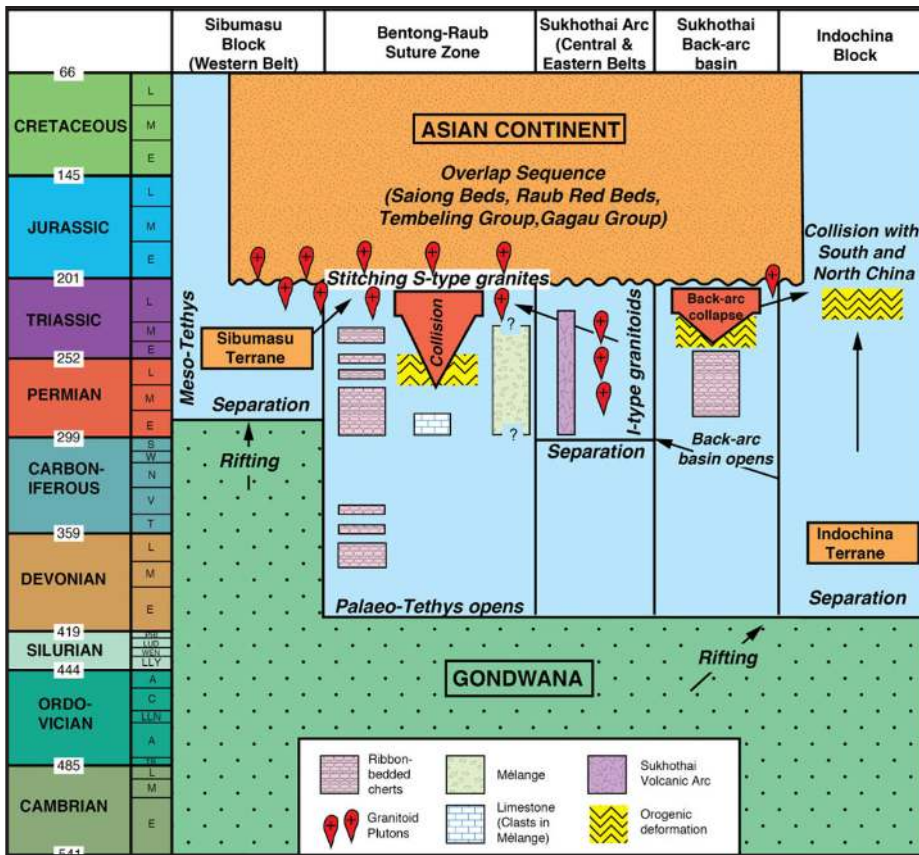 Sibumasu
Block
(Western Belt)
Bentong-Raub
Suture Zone
Sukhothai Arc
(Central &
Eastern Belts)
Sukhothai
Back-arc
basin
Indochina
Block
66
CRETACEOUS
L
M
E
145
JURASSIC
L
M
E
201
TRIASSIC
L
M
E
252
PERMIAN
L
M
E
299
CARBON-
IFEROUS
S
W
N
V
T
359
DEVONIAN
L
M
E
419
SILURIAN
LUD
WEN
LLY
444
ORDO-
VICIAN
A
C
LLN
A
485
CAMBRIAN
L
M
E
541
ASIAN CONTINENT
Overlap Sequence
(Saiong Beds, Raub Red Beds,
Tembeling Group,Gagau Group)
Stitching S-type granites
Collision with
South and
North China
Meso-Tethys
Sibumasu
Terrane
Collision
?
?
I-type granitoids
Back-arc
collapse
Separation
Rifting
Separation
Back-arc
basin opens
Indochina
Terrane
Separation
Palaeo-Tethys opens
Rifting
GONDWANA
Ribbon-
bedded
cherts
Mélange
Sukhothai
Volcanic Arc
Granitoid
Plutons
Limestone
(Clasts in
Mélange)
Orogenic
deformation